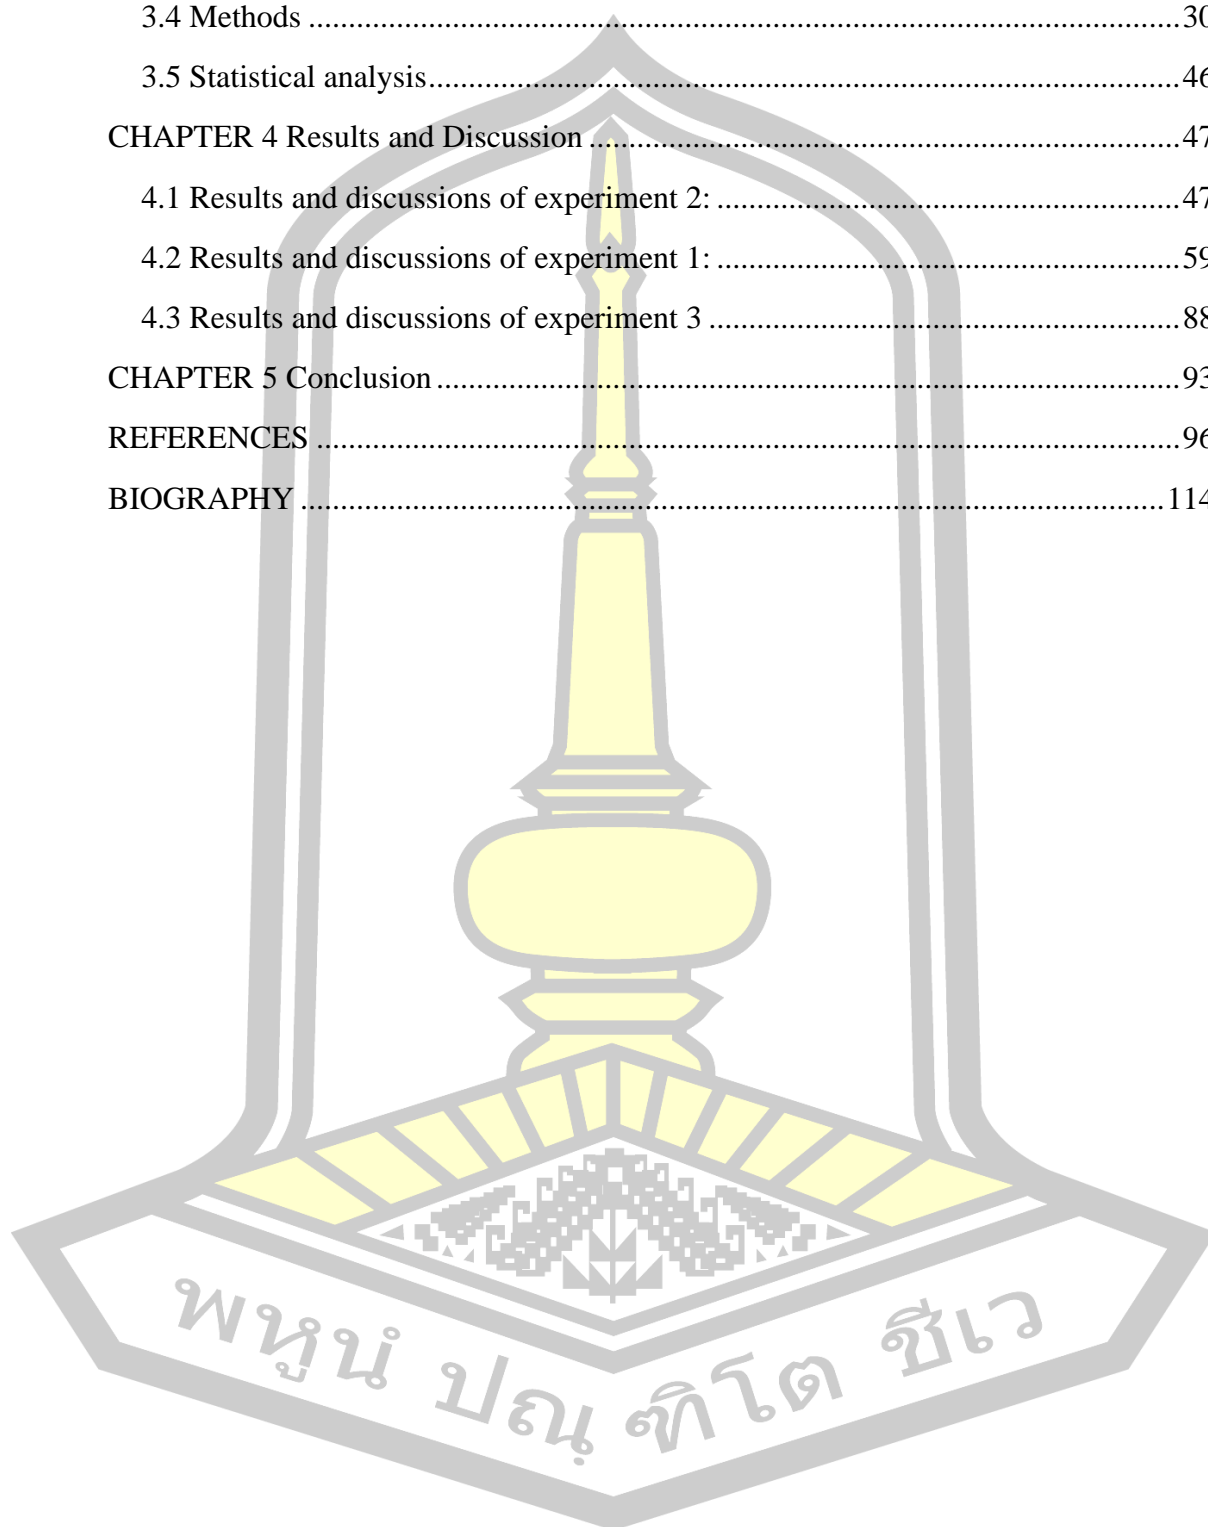 3.4 Methods ........................................................................................................... 30
3.5 Statistical analysis ............................................................................................ 46
CHAPTER 4 Results and Discussion ......................................................................... 47
4.1 Results and discussions of experiment 2: ...................................................... 47
4.2 Results and discussions of experiment 1: ...................................................... 59
4.3 Results and discussions of experiment 3 ....................................................... 88
CHAPTER 5 Conclusion ............................................................................................ 93
REFERENCES ........................................................................................................... 96
BIOGRAPHY ........................................................................................................... 114
พหูนํ ปณฺฑิโต ชีเว